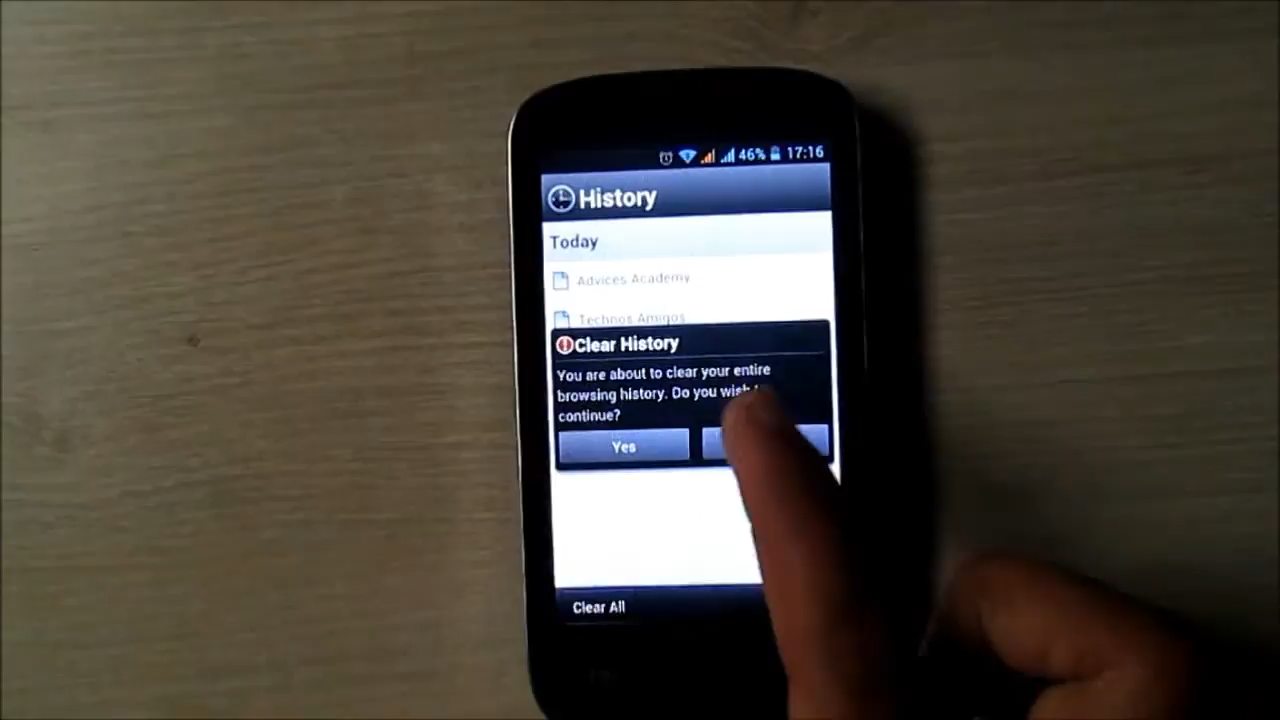 46% 17:16
History
Today
Advices Academy
Technos Amigos
Clear History
You are about to clear your entire
browsing history. Do you wish
continue?
Yes
Clear All